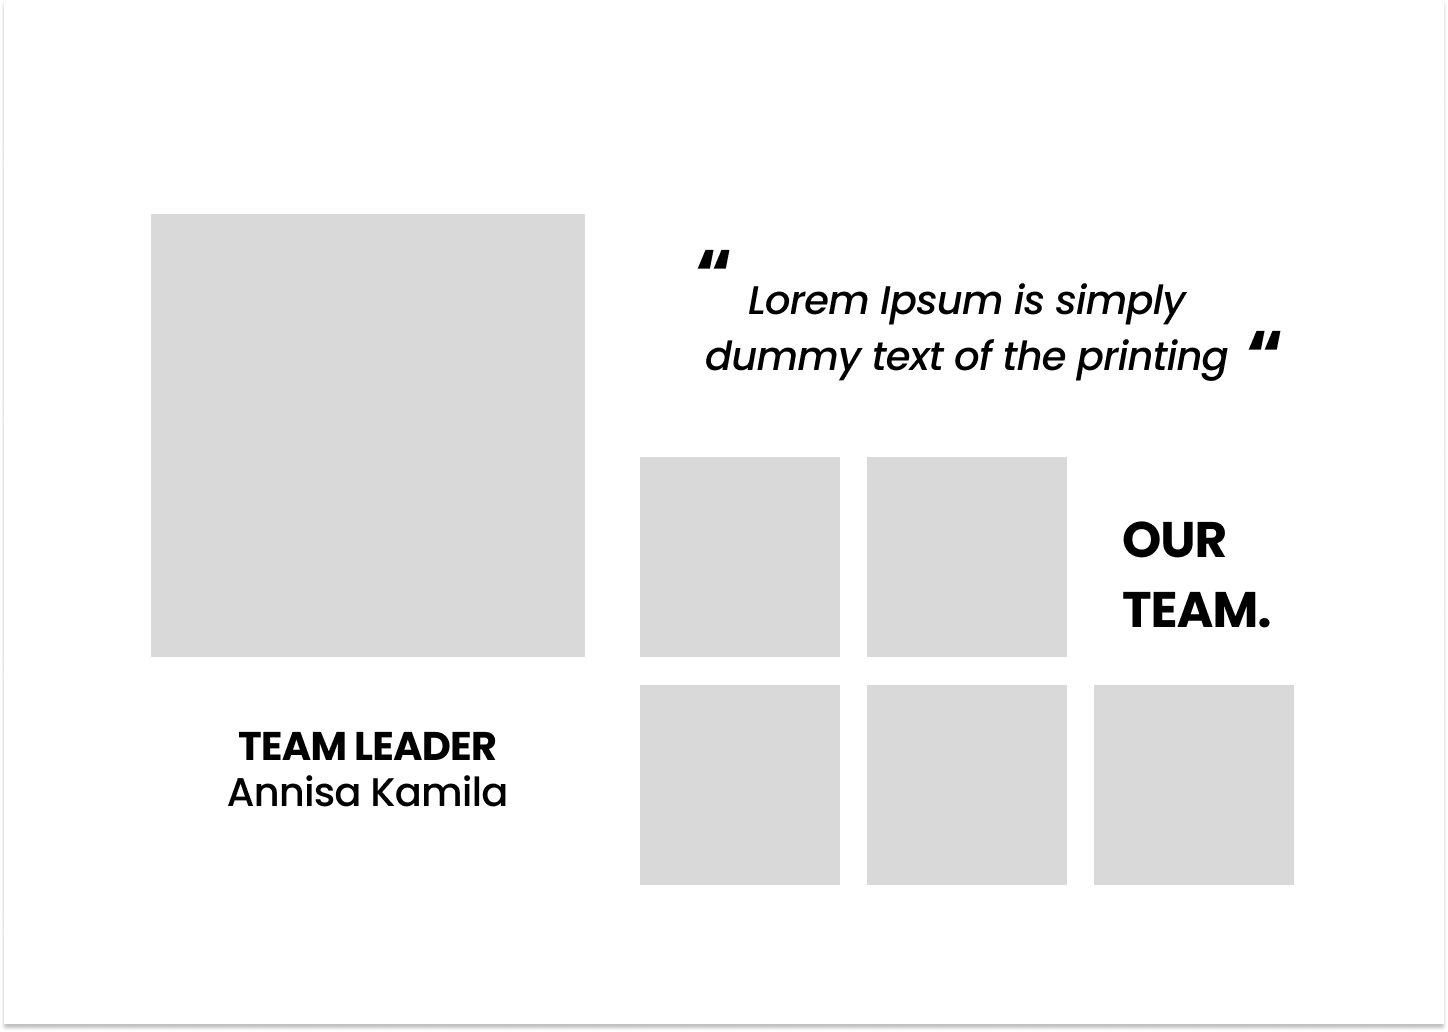 “ Lorem Ipsum is simply
dummy text of the printing “
OUR
TEAM.
TEAM LEADER
Annisa Kamila